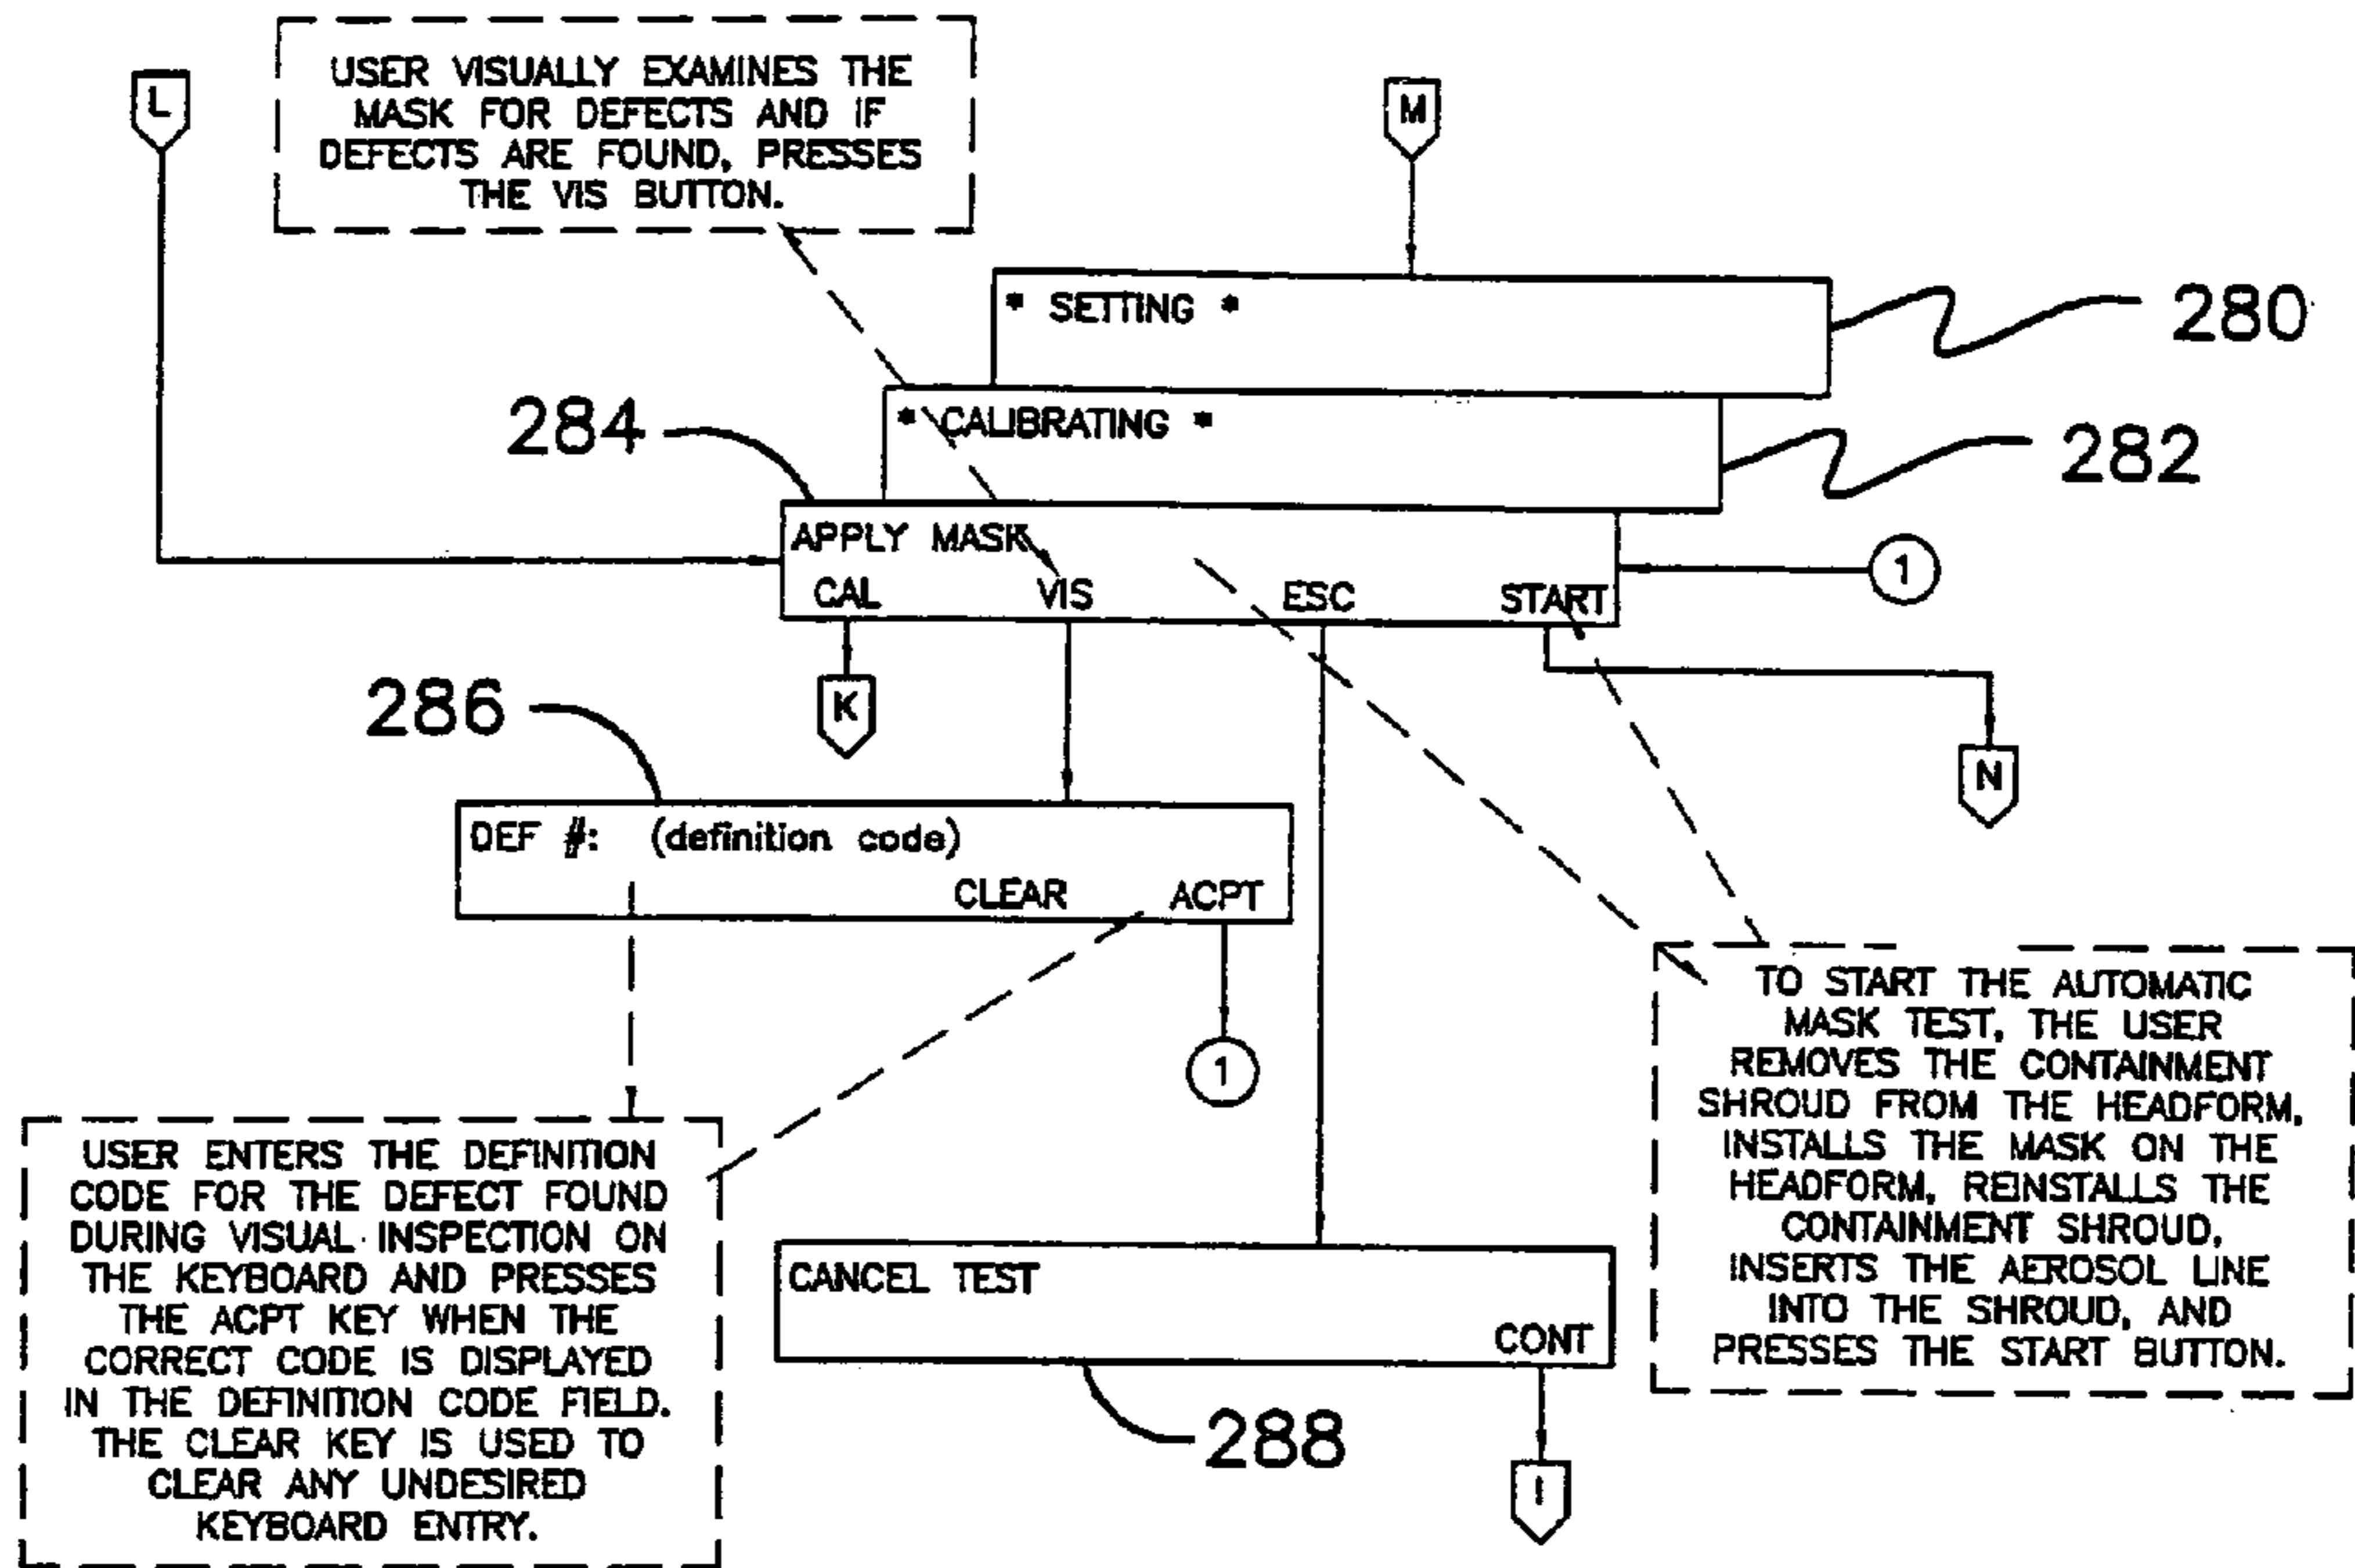 L
USER VISUALLY EXAMINES THE
MASK FOR DEFECTS AND IF
DEFECTS ARE FOUND, PRESSES
THE VIS BUTTON.
M
* SETTING *
280
* CALIBRATING *
282
284
APPLY MASK
CAL VIS ESC START
1
K
N
286
DEF #: (definition code)
CLEAR ACPT
1
USER ENTERS THE DEFINITION
CODE FOR THE DEFECT FOUND
DURING VISUAL INSPECTION ON
THE KEYBOARD AND PRESSES
THE ACPT KEY WHEN THE
CORRECT CODE IS DISPLAYED
IN THE DEFINITION CODE FIELD.
THE CLEAR KEY IS USED TO
CLEAR ANY UNDESIRED
KEYBOARD ENTRY.
CANCEL TEST
CONT
288
I
TO START THE AUTOMATIC
MASK TEST, THE USER
REMOVES THE CONTAINMENT
SHROUD FROM THE HEADFORM,
INSTALLS THE MASK ON THE
HEADFORM, REINSTALLS THE
CONTAINMENT SHROUD,
INSERTS THE AEROSOL LINE
INTO THE SHROUD, AND
PRESSES THE START BUTTON.